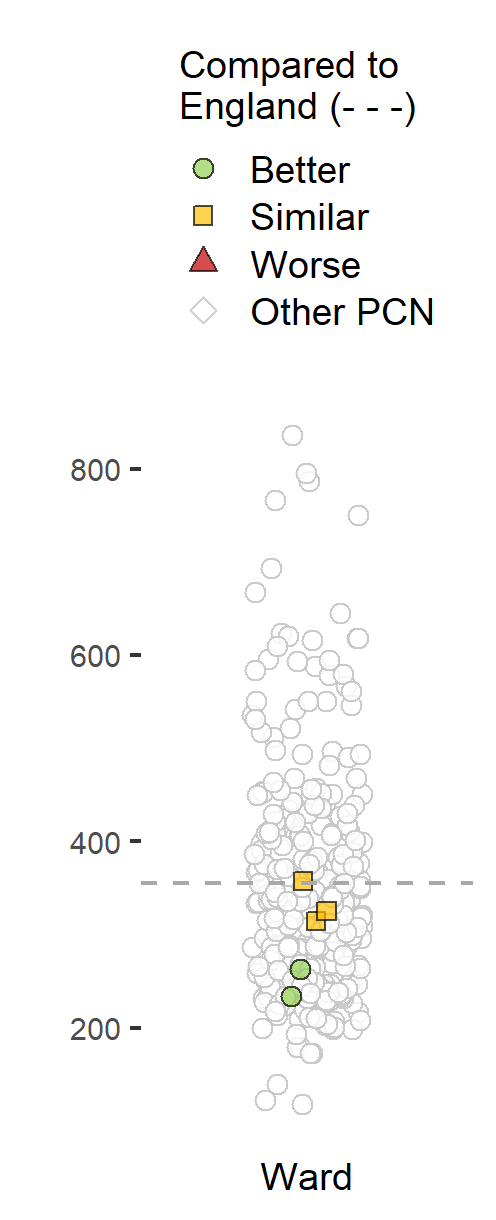 Compared to
England (- - -)
Better
Similar
Worse
Other PCN
800
600
400
200
Ward